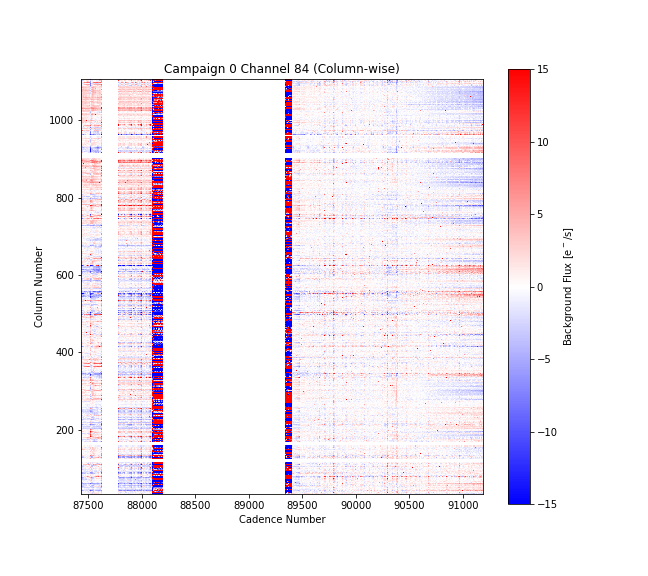 Campaign 0 Channel 84 (Column-wise)
Column Number
1000
800
600
400
200
87500 88000 88500 89000 89500 90000 90500 91000
Cadence Number
15
10
5
0
−5
−10
−15
Background Flux [e⁻/s]